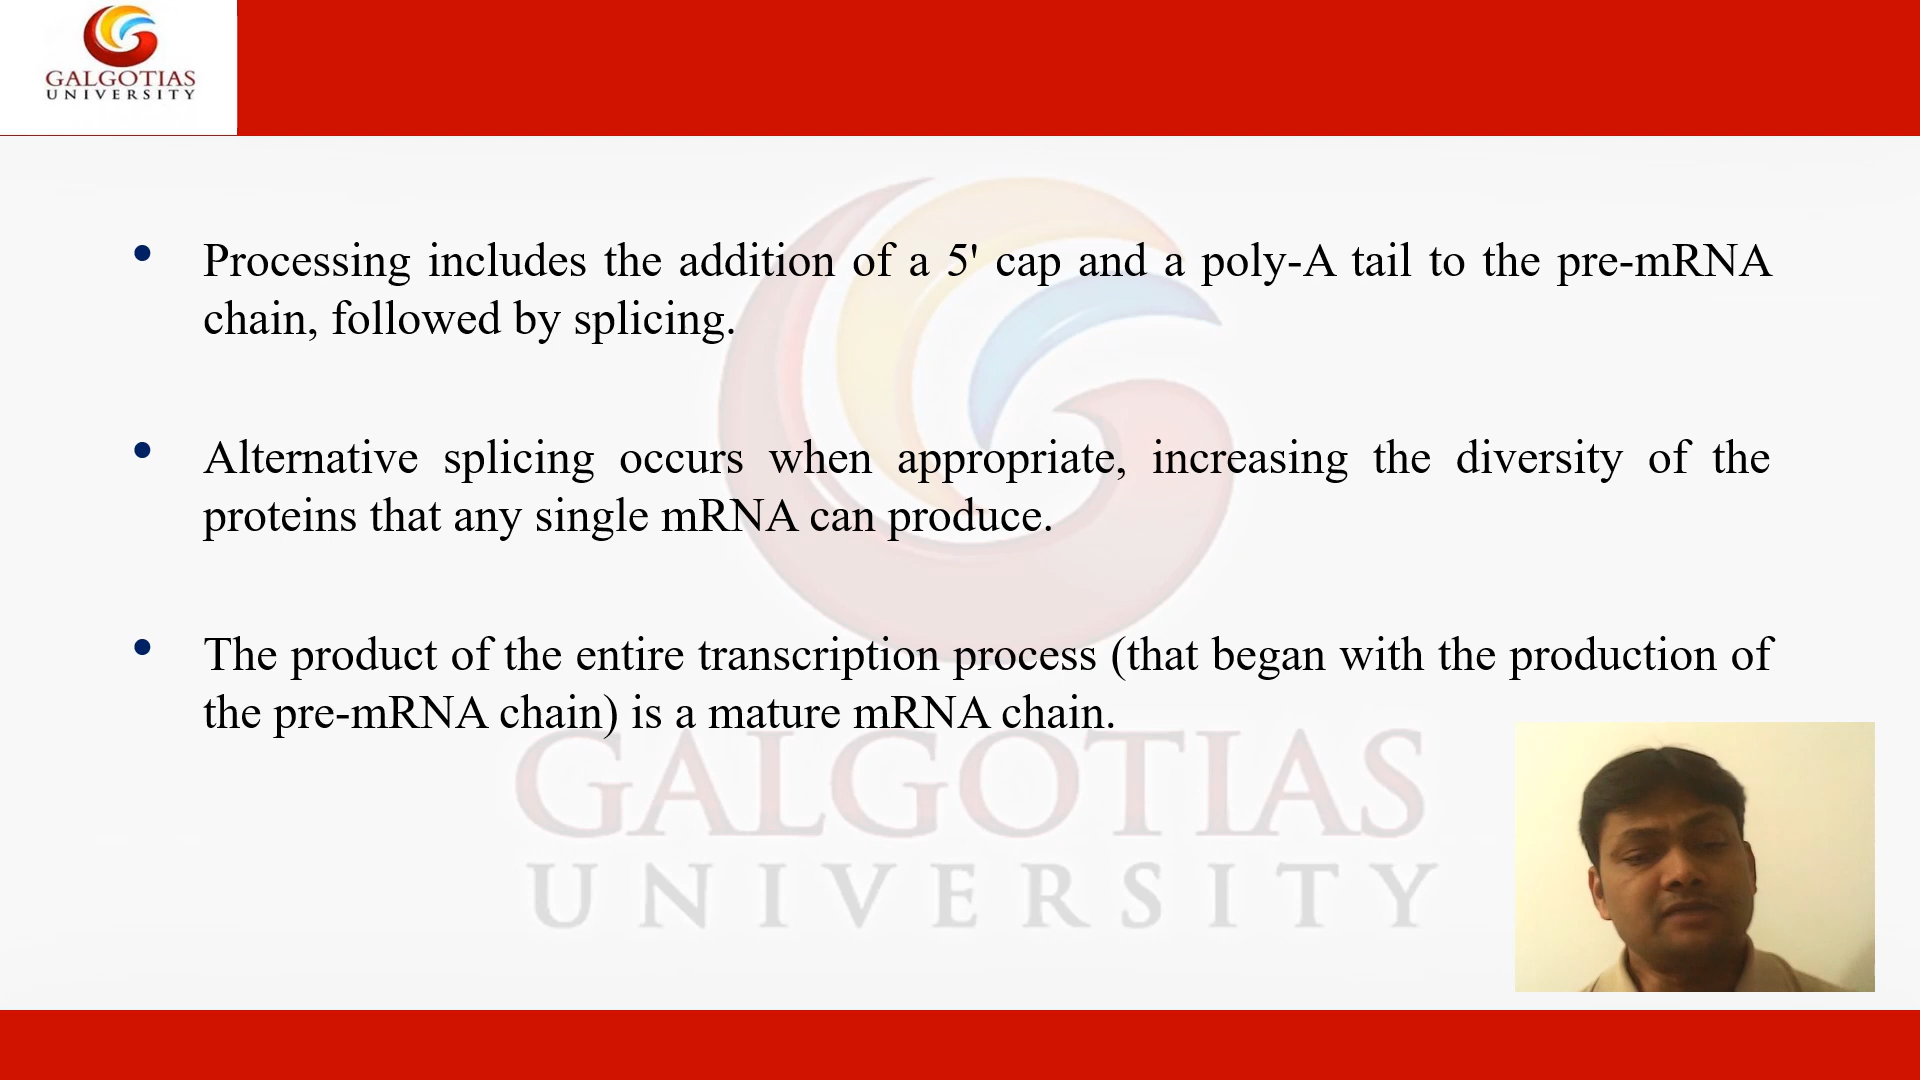 GALGOTIAS
UNIVERSITY
• Processing includes the addition of a 5' cap and a poly-A tail to the pre-mRNA
chain, followed by splicing.
• Alternative splicing occurs when appropriate, increasing the diversity of the
proteins that any single mRNA can produce.
• The product of the entire transcription process (that began with the production of
the pre-mRNA chain) is a mature mRNA chain.
GALGOTIAS
UNIVERSITY